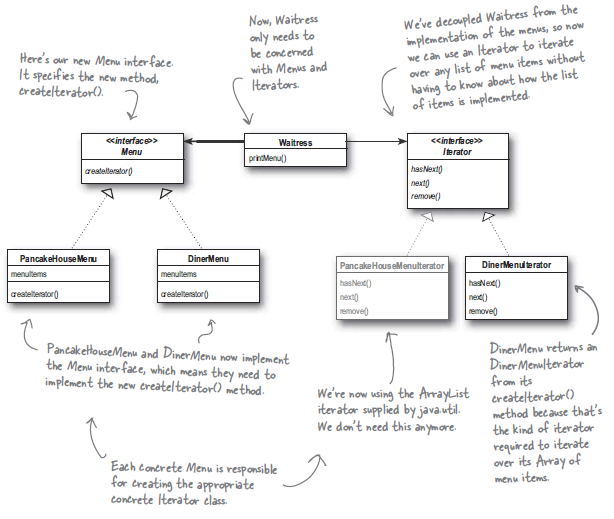 Here's our new Menu interface.
It specifies the new method,
createIterator().
Now, Waitress
only needs to
be concerned
with Menus and
Iterators.
We've decoupled Waitress from the
implementation of the menus, so now
we can use an Iterator to iterate
over any list of menu items without
having to know about how the list
of items is implemented.
<<interface>>
Menu
createIterator()
Waitress
printMenu()
<<interface>>
Iterator
hasNext()
next()
remove()
PancakeHouseMenu
menuItems
createIterator()
DinerMenu
menuItems
createIterator()
PancakeHouseMenuIterator
hasNext()
next()
remove()
DinerMenuIterator
hasNext()
next()
remove()
PancakeHouseMenu and DinerMenu now implement
the Menu interface, which means they need to
implement the new createIterator() method.
We're now using the ArrayList
iterator supplied by java.util.
We don't need this anymore.
DinerMenu returns an
DinerMenuIterator
from its
createIterator()
method because that's
the kind of iterator
required to iterate
over its Array of
menu items.
Each concrete Menu is responsible
for creating the appropriate
concrete Iterator class.